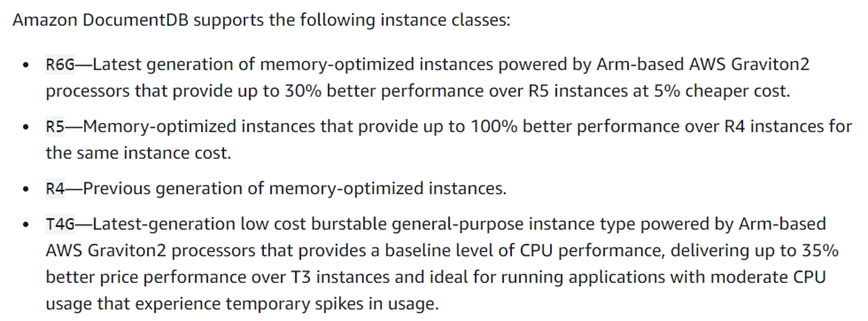 Amazon DocumentDB supports the following instance classes:
• R6G—Latest generation of memory-optimized instances powered by Arm-based AWS Graviton2
processors that provide up to 30% better performance over R5 instances at 5% cheaper cost.
• R5—Memory-optimized instances that provide up to 100% better performance over R4 instances for
the same instance cost.
• R4—Previous generation of memory-optimized instances.
• T4G—Latest-generation low cost burstable general-purpose instance type powered by Arm-based
AWS Graviton2 processors that provides a baseline level of CPU performance, delivering up to 35%
better price performance over T3 instances and ideal for running applications with moderate CPU
usage that experience temporary spikes in usage.